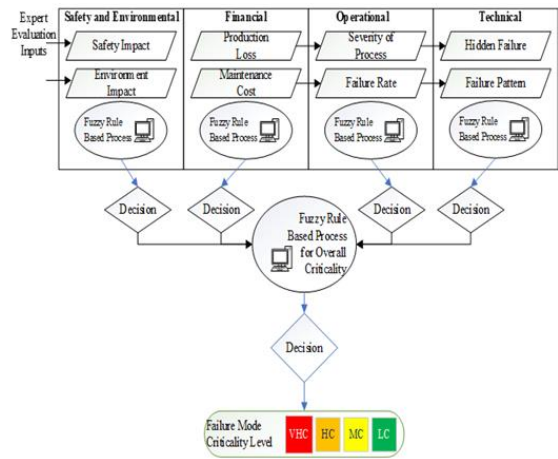 Expert
Evaluation
Inputs
Safety and Environmental
Financial
Operational
Technical
Safety Impact
Production
Loss
Severity of
Process
Hidden Failure
Environment
Impact
Maintenance
Cost
Failure Rate
Failure Pattern
Fuzzy Rule
Based Process
Fuzzy Rule
Based Process
Fuzzy Rule
Based Process
Fuzzy Rule
Based Process
Decision
Decision
Decision
Decision
Fuzzy Rule
Based Process
for Overall
Criticality
Decision
Failure Mode
Criticality Level
VHC
HC
MC
LC